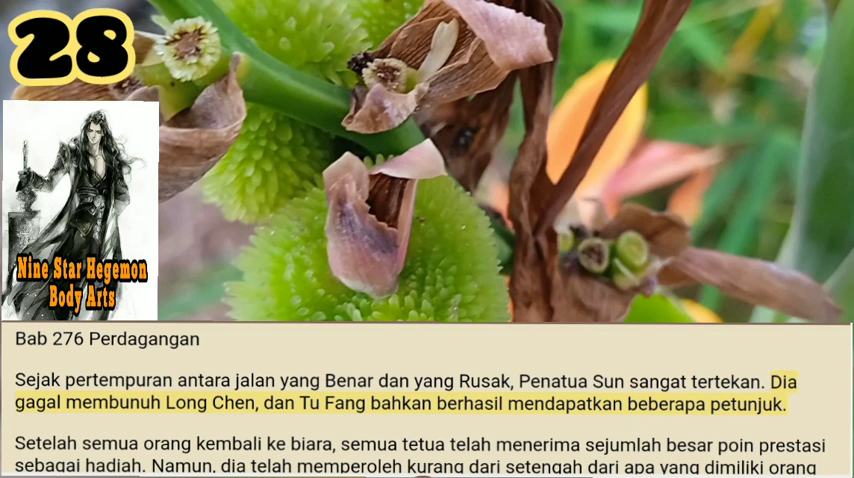 28
Nine Star Hegemon
Body Arts
Bab 276 Perdagangan
Sejak pertempuran antara jalan yang Benar dan yang Rusak, Penatua Sun sangat tertekan. Dia
gagal membunuh Long Chen, dan Tu Fang bahkan berhasil mendapatkan beberapa petunjuk.
Setelah semua orang kembali ke biara, semua tetua telah menerima sejumlah besar poin prestasi
sebagai hadiah. Namun, dia telah memperoleh kurang dari setengah dari apa yang dimiliki orang